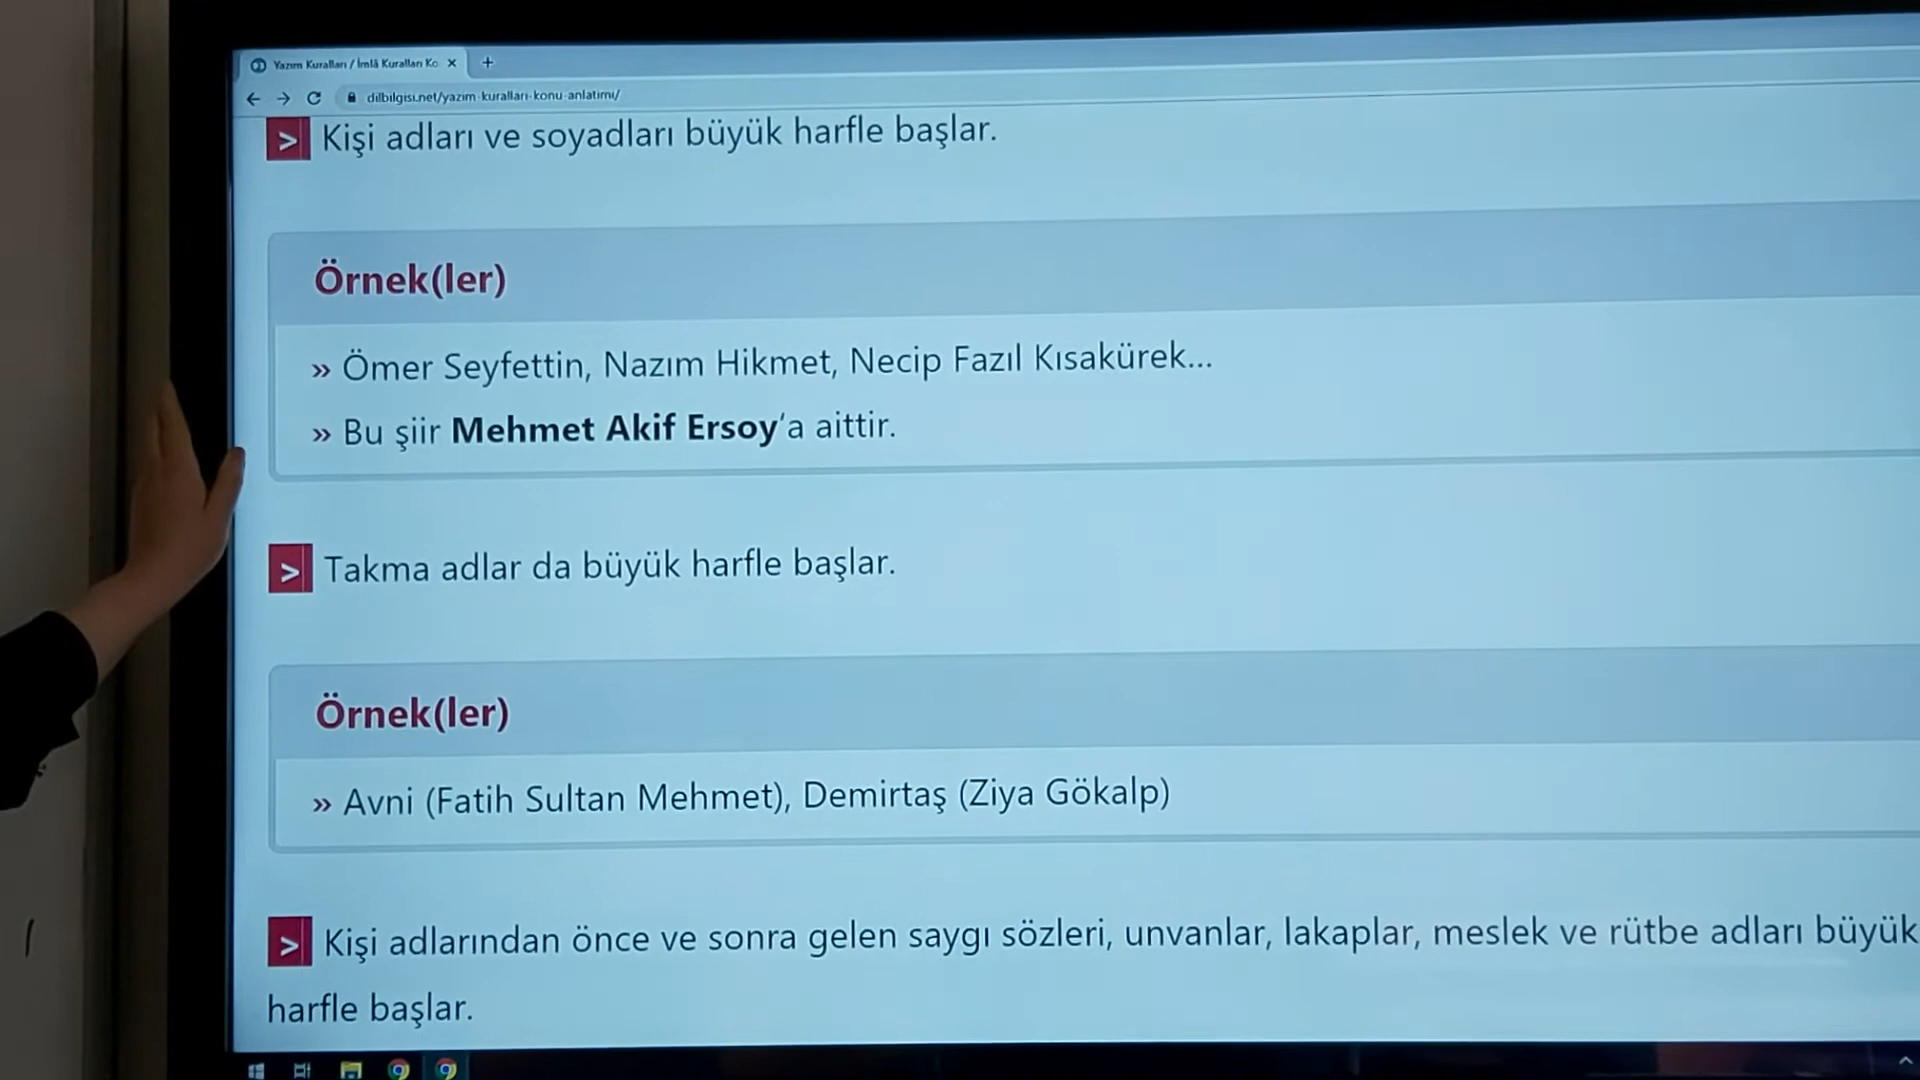 Yazım Kuralları / İmlâ Kuralları Ko
dilbilgisi.net/yazim-kurallari-konu-anlatimi/
> Kişi adları ve soyadları büyük harfle başlar.
Örnek(ler)
» Ömer Seyfettin, Nazım Hikmet, Necip Fazıl Kısakürek...
» Bu şiir Mehmet Akif Ersoy'a aittir.
> Takma adlar da büyük harfle başlar.
Örnek(ler)
» Avni (Fatih Sultan Mehmet), Demirtaş (Ziya Gökalp)
> Kişi adlarından önce ve sonra gelen saygı sözleri, unvanlar, lakaplar, meslek ve rütbe adları büyük
harfle başlar.